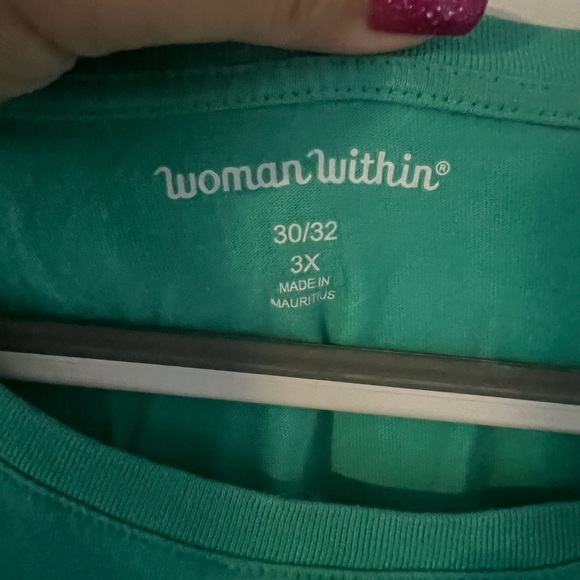 woman within®
30/32
3X
MADE IN
MAURITIUS